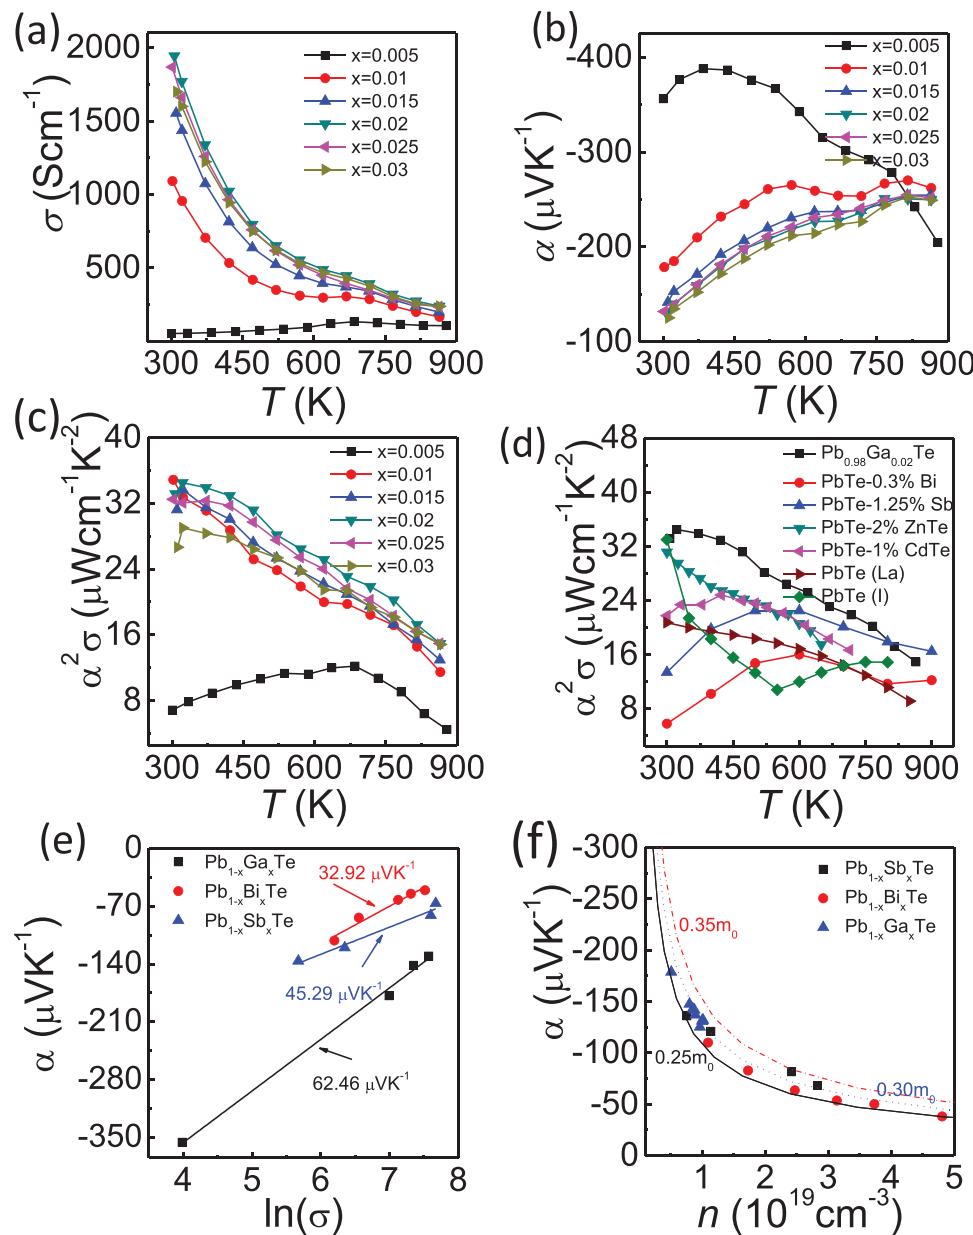 (a)
2000
1500
1000
500
σ (Scm⁻¹)
x=0.005
x=0.01
x=0.015
x=0.02
x=0.025
x=0.03
300 450 600 750 900
T (K)
(b)
-400
-300
-200
-100
α (μVK⁻¹)
x=0.005
x=0.01
x=0.015
x=0.02
x=0.025
x=0.03
300 450 600 750 900
T (K)
(c)
40
32
24
16
8
α² σ (μWcm⁻¹K⁻²)
x=0.005
x=0.01
x=0.015
x=0.02
x=0.025
x=0.03
300 450 600 750 900
T (K)
(d)
48
40
32
24
16
8
α² σ (μWcm⁻¹K⁻²)
Pb₀.₉₈Ga₀.₀₂Te
PbTe-0.3% Bi
PbTe-1.25% Sb
PbTe-2% ZnTe
PbTe-1% CdTe
PbTe (La)
PbTe (I)
300 450 600 750 900
T (K)
(e)
0
-70
-140
-210
-280
-350
α (μVK⁻¹)
Pb₁₋ₓGaₓTe
Pb₁₋ₓBiₓTe
Pb₁₋ₓSbₓTe
32.92 μVK⁻¹
45.29 μVK⁻¹
62.46 μVK⁻¹
4 5 6 7 8
ln(σ)
(f)
-300
-250
-200
-150
-100
-50
0
α (μVK⁻¹)
Pb₁₋ₓSbₓTe
Pb₁₋ₓBiₓTe
Pb₁₋ₓGaₓTe
0.35m₀
0.25m₀
0.30m₀
1 2 3 4 5
n (10¹⁹cm⁻³)